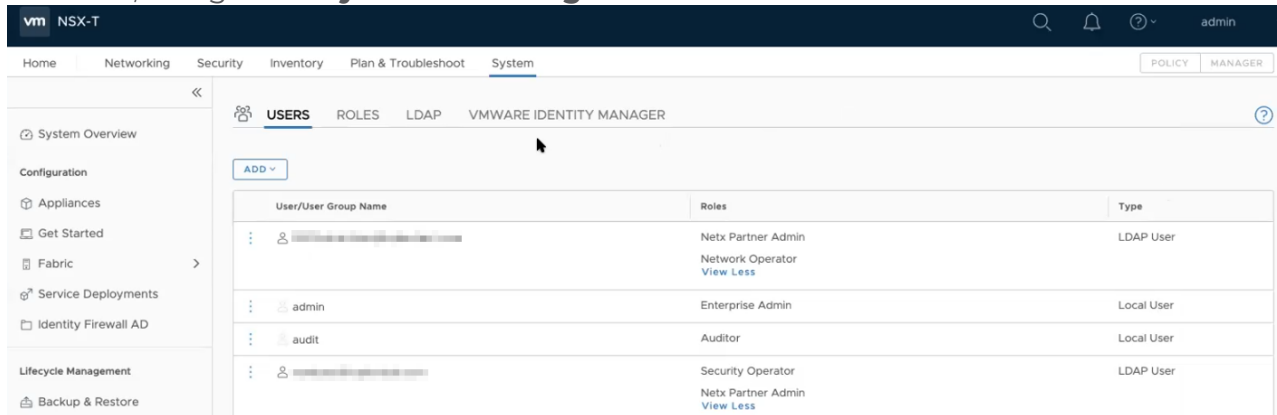 vm NSX-T admin
Home Networking Security Inventory Plan & Troubleshoot System POLICY MANAGER
System Overview
Configuration
Appliances
Get Started
Fabric
Service Deployments
Identity Firewall AD
Lifecycle Management
Backup & Restore
USERS ROLES LDAP VMWARE IDENTITY MANAGER
ADD
User/User Group Name Roles Type
Netx Partner Admin LDAP User
Network Operator
View Less
admin Enterprise Admin Local User
audit Auditor Local User
Security Operator LDAP User
Netx Partner Admin
View Less